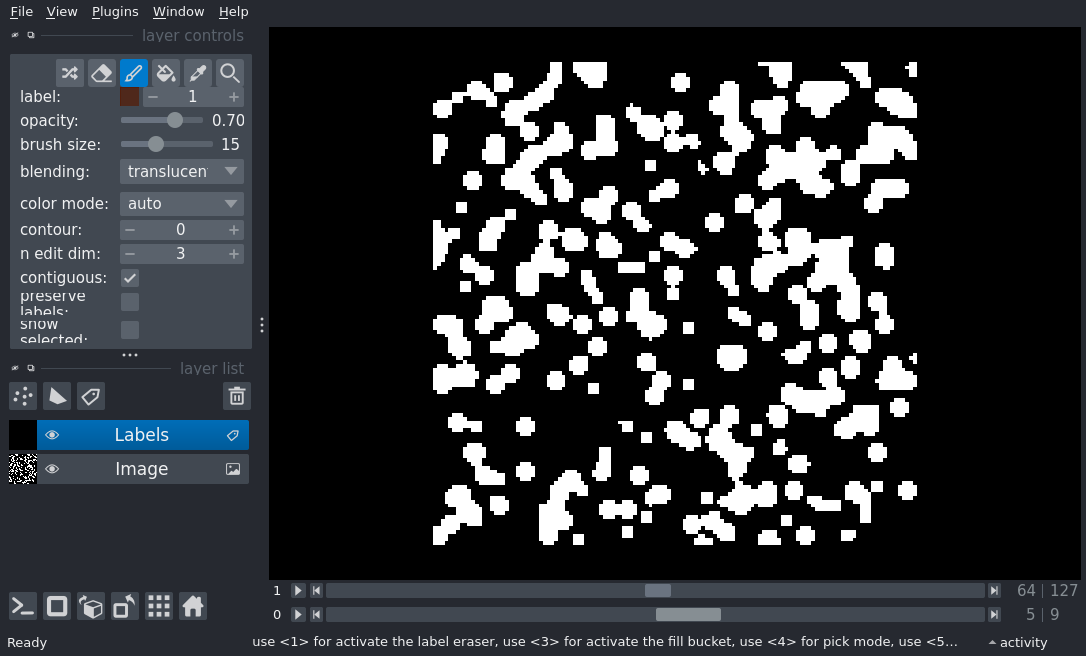 File View Plugins Window Help
layer controls
label: 1
opacity: 0.70
brush size: 15
blending: translucen
color mode: auto
contour: 0
n edit dim: 3
contiguous:
preserve
labels:
show
selected:
layer list
Labels
Image
1 64 | 127
0 5 | 9
Ready use <1> for activate the label eraser, use <3> for activate the fill bucket, use <4> for pick mode, use <5... activity